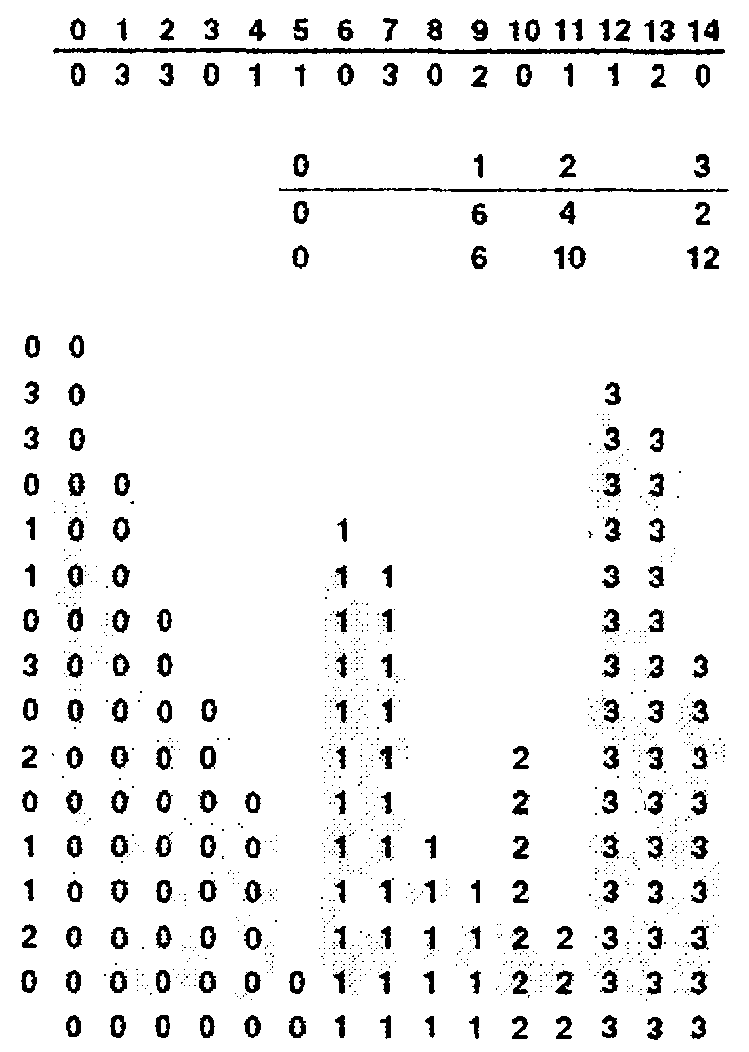 0 1 2 3 4 5 6 7 8 9 10 11 12 13 14
0 3 3 0 1 1 0 3 0 2 0 1 1 2 0
0 1 2 3
0 6 4 2
0 6 10 12
0 0
3 0 3
3 0 3 3
0 0 0 3 3
1 0 0 1 3 3
1 0 0 1 1 3 3
0 0 0 0 1 1 3 3
3 0 0 0 1 1 3 3 3
0 0 0 0 0 1 1 3 3 3
2 0 0 0 0 1 1 2 3 3 3
0 0 0 0 0 0 1 1 2 3 3 3
1 0 0 0 0 0 1 1 1 2 3 3 3
1 0 0 0 0 0 1 1 1 1 2 3 3 3
2 0 0 0 0 0 1 1 1 1 2 2 3 3 3
0 0 0 0 0 0 0 1 1 1 1 2 2 3 3 3
0 0 0 0 0 0 1 1 1 1 2 2 3 3 3